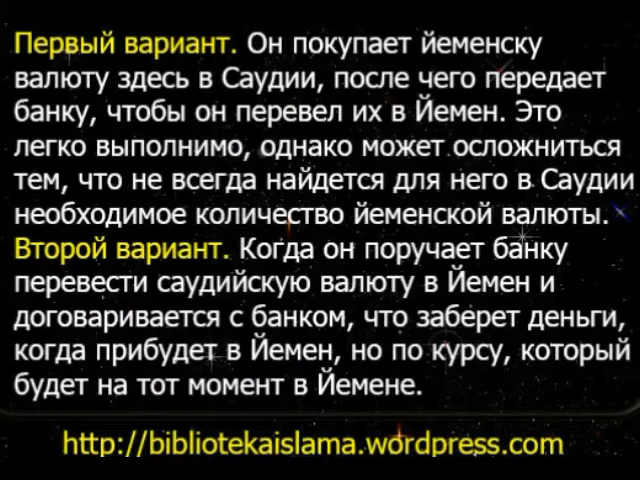 Первый вариант. Он покупает йеменску
валюту здесь в Саудии, после чего передает
банку, чтобы он перевел их в Йемен. Это
легко выполнимо, однако может осложниться
тем, что не всегда найдется для него в Саудии
необходимое количество йеменской валюты.
Второй вариант. Когда он поручает банку
перевести саудийскую валюту в Йемен и
договаривается с банком, что заберет деньги,
когда прибудет в Йемен, но по курсу, который
будет на тот момент в Йемене.
http://bibliotekaislama.wordpress.com